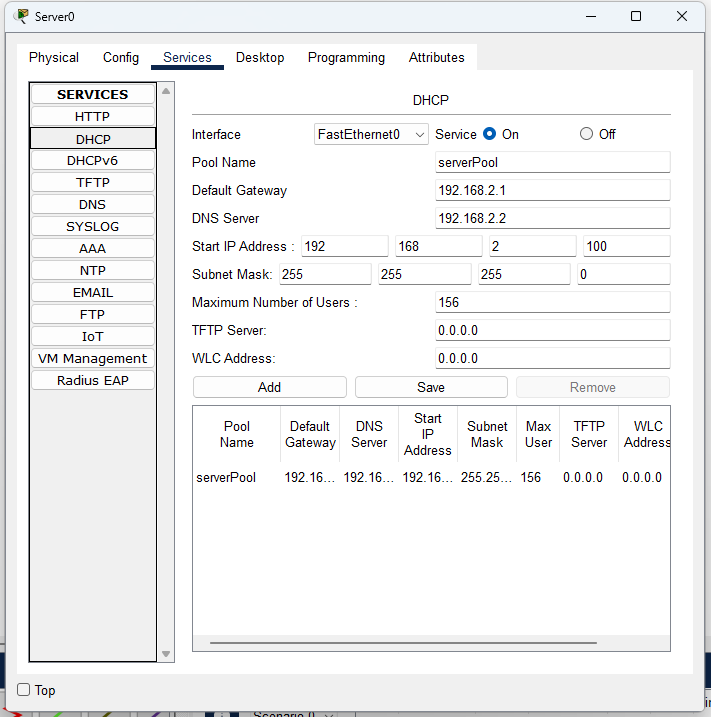 Server0
Physical Config Services Desktop Programming Attributes
SERVICES
HTTP
DHCP
DHCPv6
TFTP
DNS
SYSLOG
AAA
NTP
EMAIL
FTP
IoT
VM Management
Radius EAP
DHCP
Interface FastEthernet0 Service On Off
Pool Name serverPool
Default Gateway 192.168.2.1
DNS Server 192.168.2.2
Start IP Address : 192 168 2 100
Subnet Mask: 255 255 255 0
Maximum Number of Users : 156
TFTP Server: 0.0.0.0
WLC Address: 0.0.0.0
Add Save Remove
Pool Name Default Gateway DNS Server Start IP Address Subnet Mask Max User TFTP Server WLC Address
serverPool 192.16... 192.16... 192.16... 255.25... 156 0.0.0.0 0.0.0.0
Top
Scenario 0